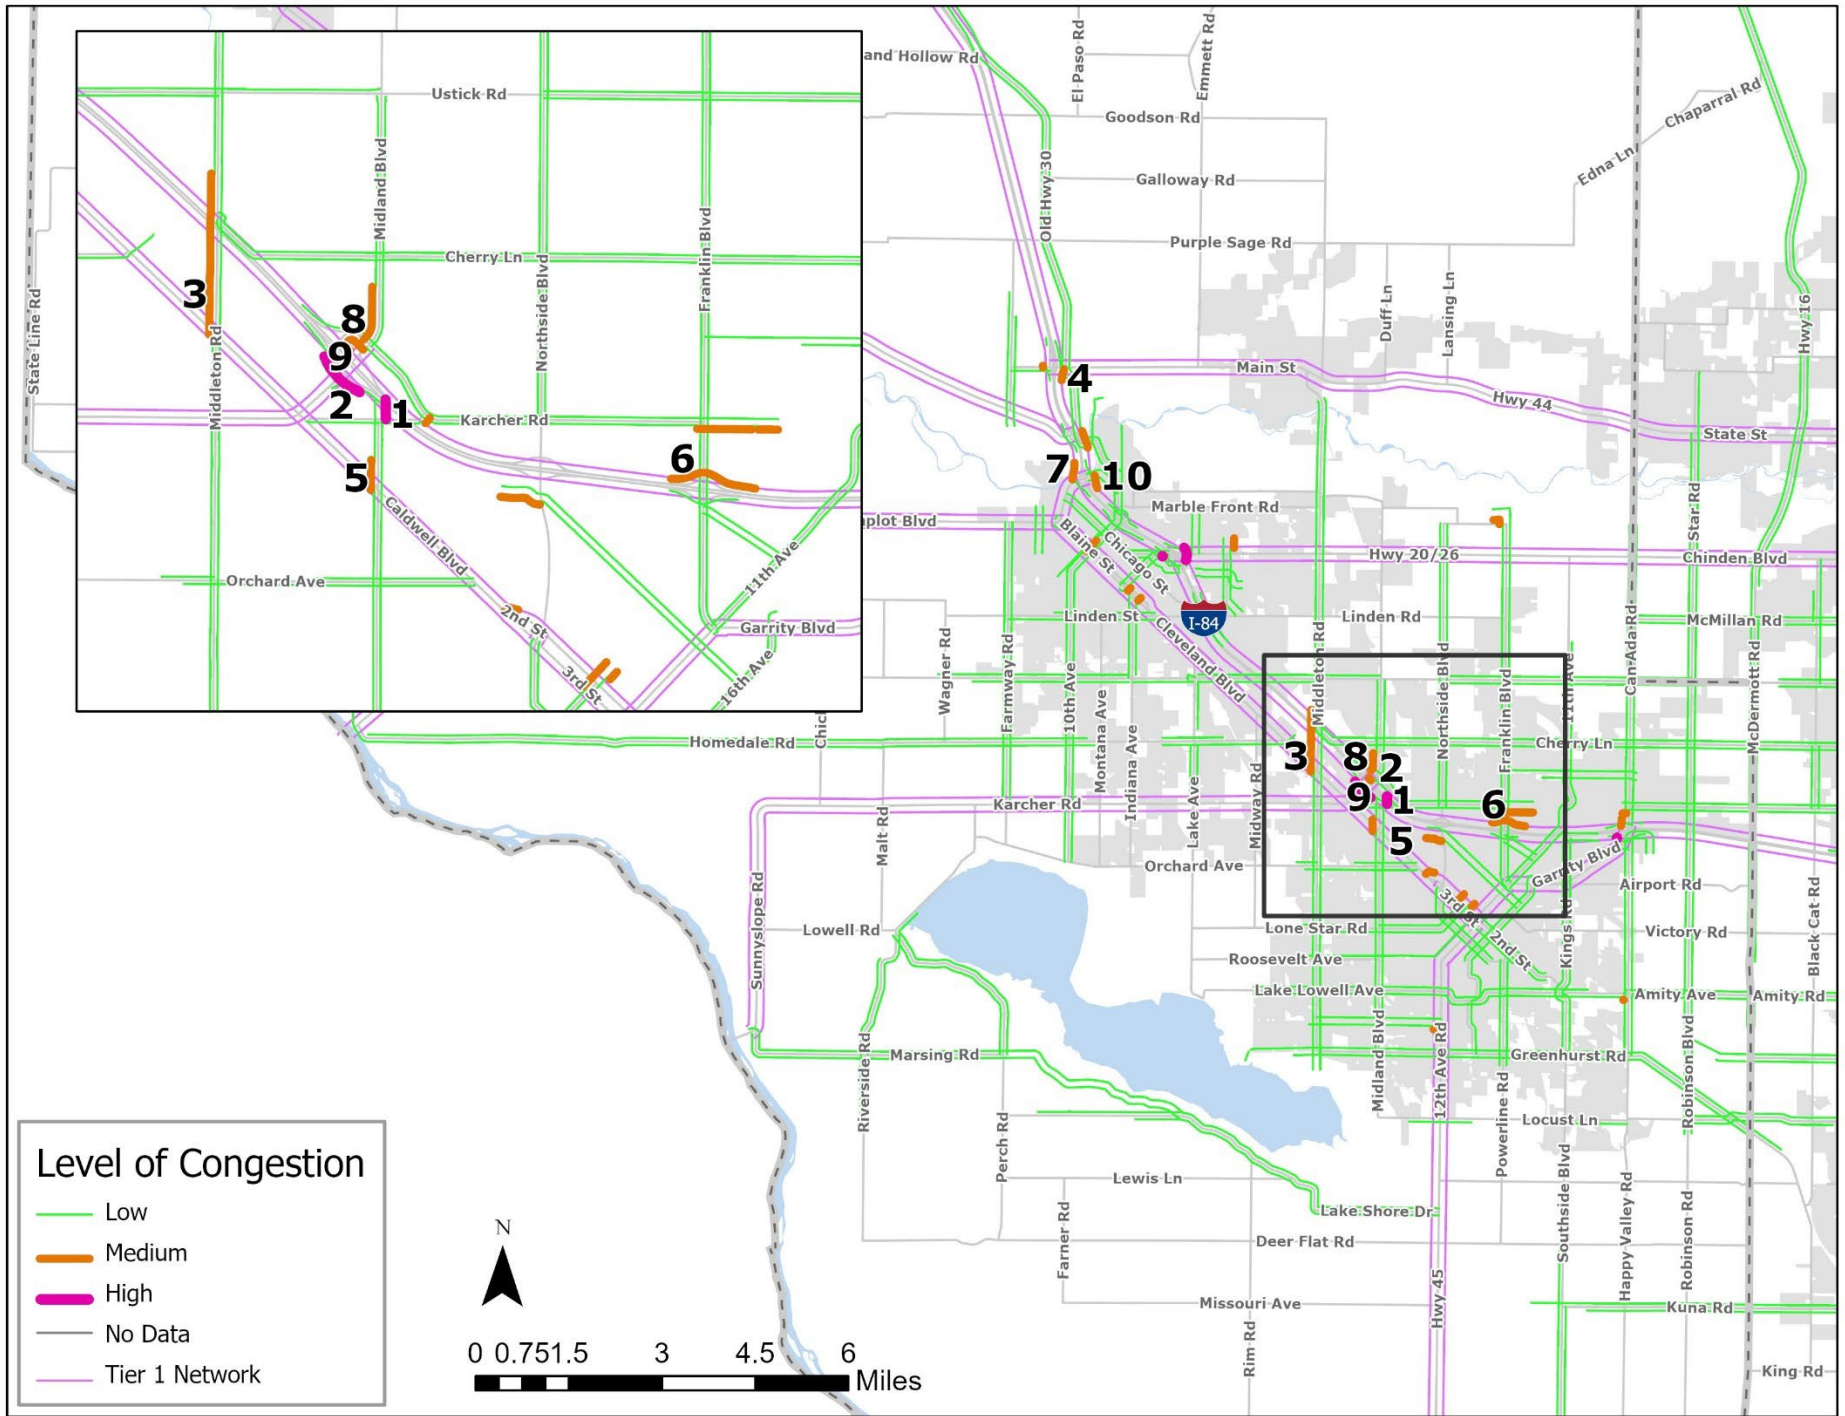 Ustick Rd
Midland Blvd
Cherry Ln
Northside Blvd
Franklin Blvd
3
8
9
2
1
Karcher Rd
Middleton Rd
6
5
Caldwell Blvd
Orchard Ave
2nd St
3rd St
11th Ave
Garrity Blvd
16th Ave
State Line Rd
and Hollow Rd
El Paso Rd
Emmett Rd
Goodson Rd
Chaparral Rd
Edna Ln
Old Hwy 30
Galloway Rd
Purple Sage Rd
Duff Ln
Lansing Ln
Hwy 16
Main St
4
Hwy 44
State St
7
10
Marble Front Rd
Star Rd
plot Blvd
Blaine St
Chicago St
Hwy 20/26
Chinden Blvd
I-84
Linden St
Linden Rd
McMillan Rd
Cleveland Blvd
Wagner Rd
Farmway Rd
10th Ave
Montana Ave
Indiana Ave
Middleton Rd
Northside Blvd
Franklin Blvd
11th Ave
Can-Ada Rd
McDermott Rd
Homedale Rd
Chic
Cherry Ln
3
8
2
9
1
6
5
Karcher Rd
Malt Rd
Lake Ave
Midway Rd
Orchard Ave
Garrity Blvd
Airport Rd
Black Cat Rd
Sunnyslope Rd
Lowell Rd
Lone Star Rd
3rd St
2nd St
Kings Rd
Victory Rd
Roosevelt Ave
Lake Lowell Ave
Amity Ave
Amity Rd
Riverside Rd
Marsing Rd
Midland Blvd
12th Ave Rd
Greenhurst Rd
Robinson Blvd
Powerline Rd
Locust Ln
Perch Rd
Lewis Ln
Lake Shore Dr
Southside Blvd
Happy Valley Rd
Robinson Rd
Farner Rd
Deer Flat Rd
Missouri Ave
Hwy 45
Kuna Rd
Rim Rd
King Rd
Level of Congestion
Low
Medium
High
No Data
Tier 1 Network
N
0 0.75 1.5 3 4.5 6
Miles